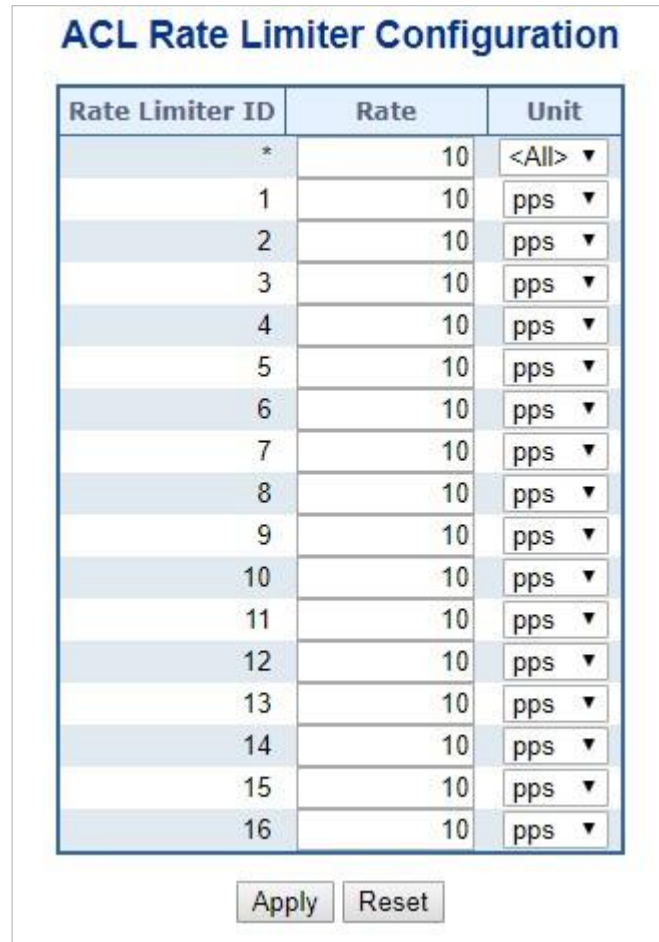 ACL Rate Limiter Configuration
Rate Limiter ID Rate Unit
* 10 <All>
1 10 pps
2 10 pps
3 10 pps
4 10 pps
5 10 pps
6 10 pps
7 10 pps
8 10 pps
9 10 pps
10 10 pps
11 10 pps
12 10 pps
13 10 pps
14 10 pps
15 10 pps
16 10 pps
Apply Reset